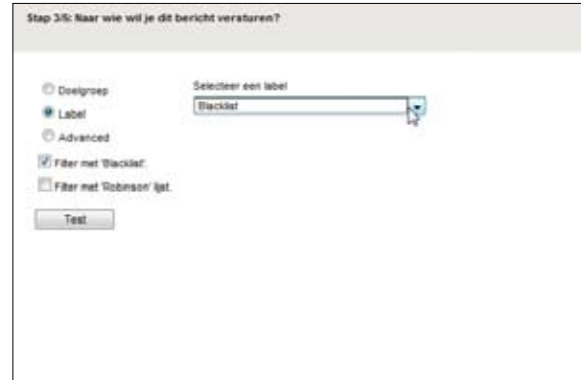 Stap 3/5: Naar wie wil je dit bericht versturen?
Doelgroep
Selecteer een label
Label
Blacklist
Advanced
Filter met 'Blacklist'.
Filter met 'Robinson' lijst.
Test